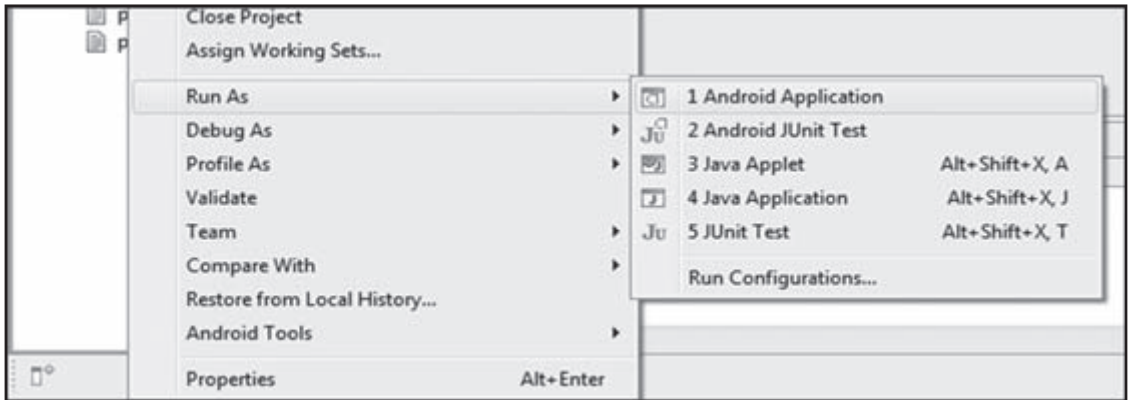 Close Project
Assign Working Sets...
Run As
Debug As
Profile As
Validate
Team
Compare With
Restore from Local History...
Android Tools
Properties Alt+Enter
1 Android Application
2 Android JUnit Test
3 Java Applet Alt+Shift+X, A
4 Java Application Alt+Shift+X, J
5 JUnit Test Alt+Shift+X, T
Run Configurations...